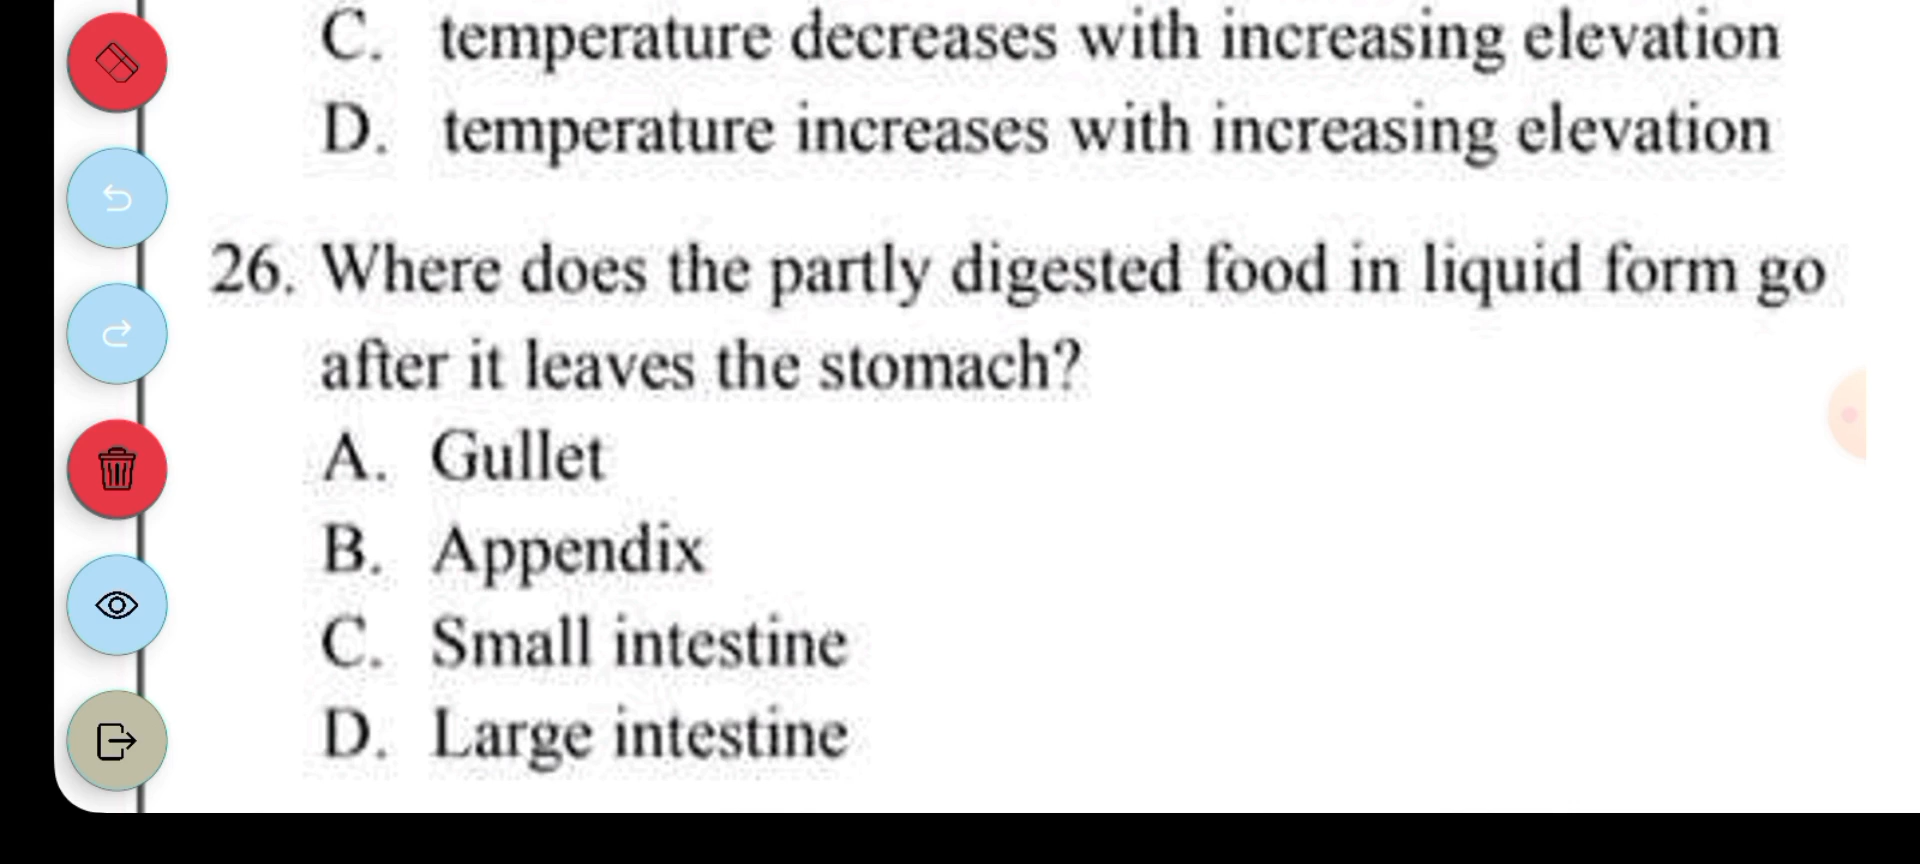 C. temperature decreases with increasing elevation
D. temperature increases with increasing elevation
26. Where does the partly digested food in liquid form go
after it leaves the stomach?
A. Gullet
B. Appendix
C. Small intestine
D. Large intestine